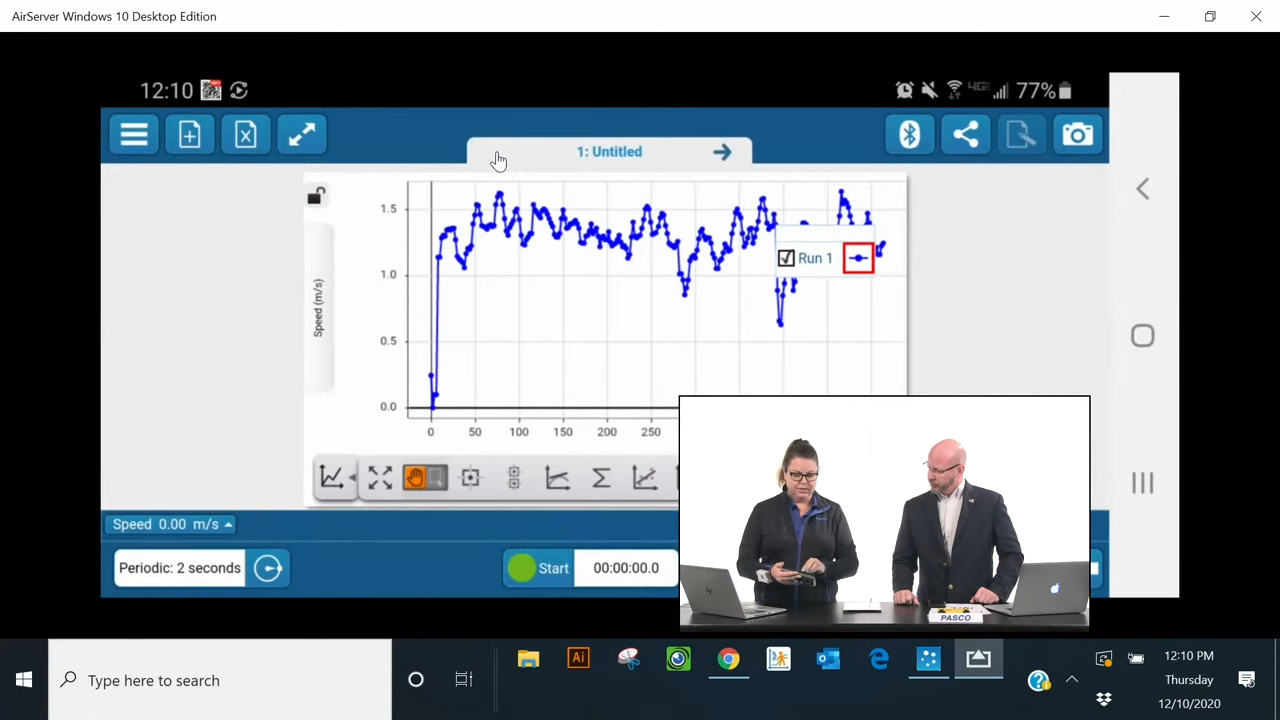 AirServer Windows 10 Desktop Edition
12:10
4G
77%
1: Untitled
1.5
1.0
0.5
0.0
Speed (m/s)
Run 1
0 50 100 150 200 250
Speed 0.00 m/s
Periodic: 2 seconds
Start
00:00:00.0
PASCO
Type here to search
Ai
12:10 PM
Thursday
12/10/2020